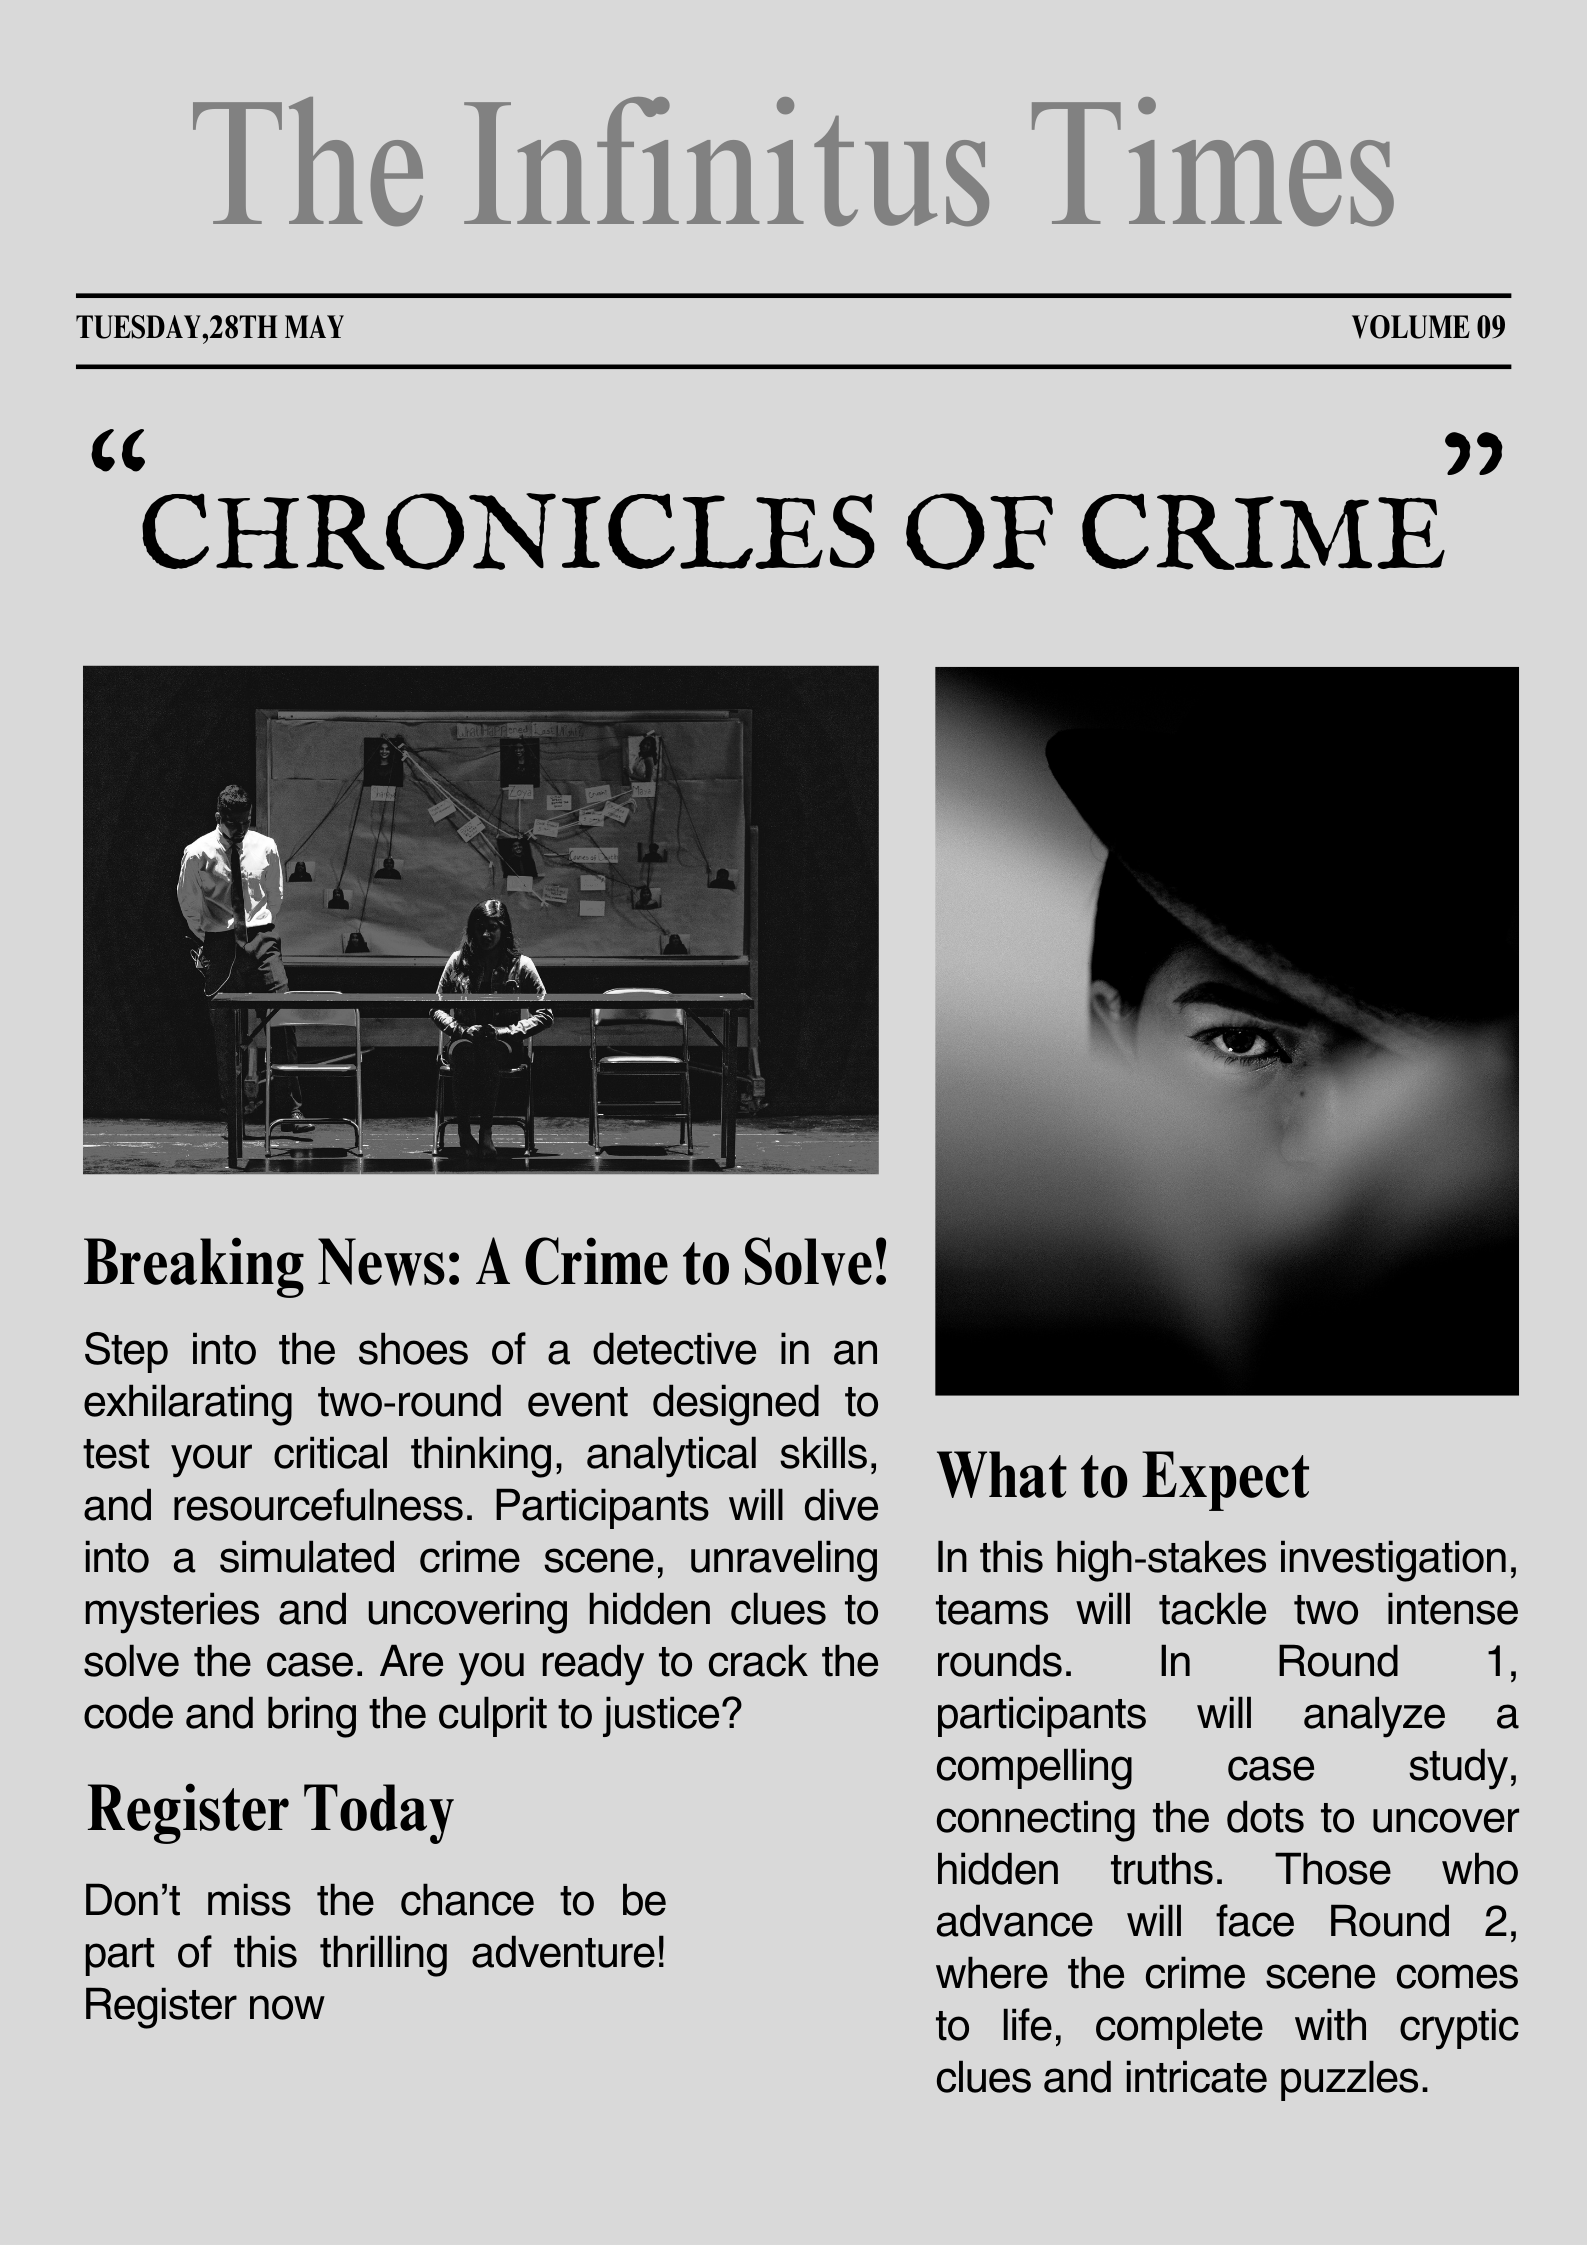 The Infinitus Times
TUESDAY,28TH MAY
VOLUME 09
“CHRONICLES OF CRIME”
Zoya
Breaking News: A Crime to Solve!
Step into the shoes of a detective in an
exhilarating two-round event designed to
test your critical thinking, analytical skills,
and resourcefulness. Participants will dive
into a simulated crime scene, unraveling
mysteries and uncovering hidden clues to
solve the case. Are you ready to crack the
code and bring the culprit to justice?
Register Today
Don’t miss the chance to be
part of this thrilling adventure!
Register now
What to Expect
In this high-stakes investigation,
teams will tackle two intense
rounds. In Round 1,
participants will analyze a
compelling case study,
connecting the dots to uncover
hidden truths. Those who
advance will face Round 2,
where the crime scene comes
to life, complete with cryptic
clues and intricate puzzles.